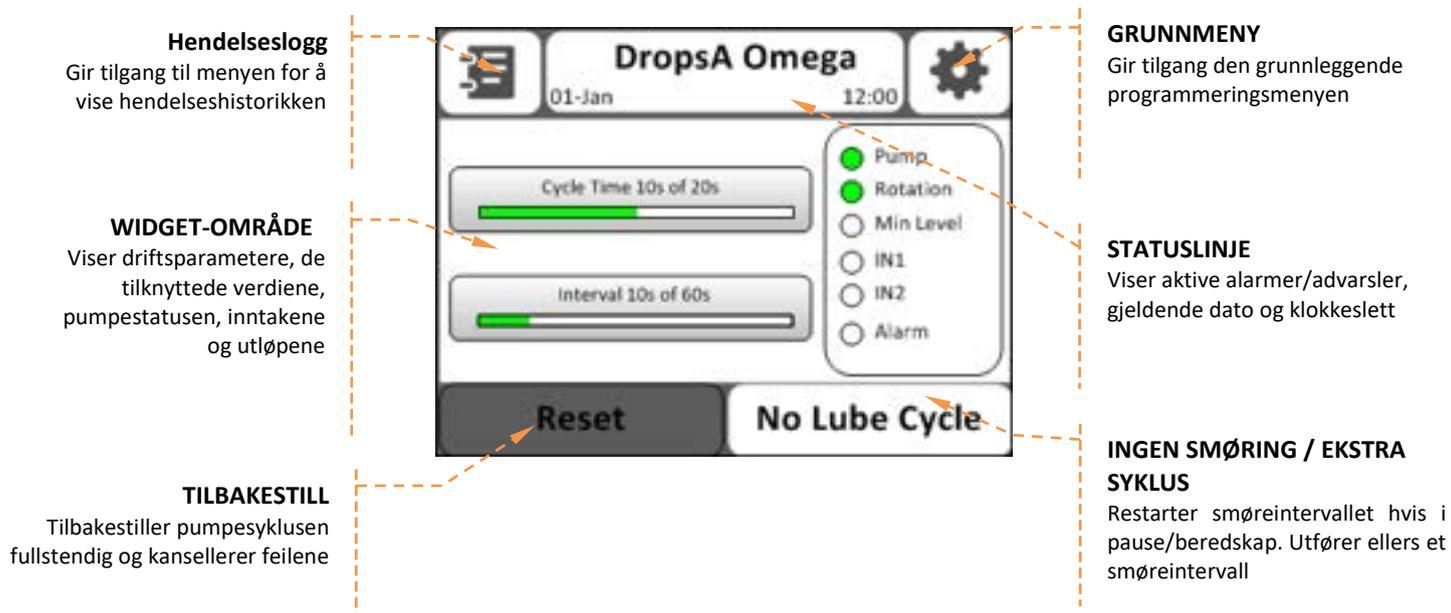 Hendelseslogg
Gir tilgang til menyen for å
vise hendelseshistorikken
WIDGET-OMRÅDE
Viser driftsparametere, de
tilknyttede verdiene,
pumpestatusen, inntakene
og utløpene
TILBAKESTILL
Tilbakestiller pumpesyklusen
fullstendig og kansellerer feilene
DropsA Omega
01-Jan 12:00
Cycle Time 10s of 20s
Interval 10s of 60s
Pump
Rotation
Min Level
IN1
IN2
Alarm
Reset
No Lube Cycle
GRUNNMENY
Gir tilgang den grunnleggende
programmeringsmenyen
STATUSLINJE
Viser aktive alarmer/advarsler,
gjeldende dato og klokkeslett
INGEN SMØRING / EKSTRA
SYKLUS
Restarter smøreintervallet hvis i
pause/beredskap. Utfører ellers et
smøreintervall